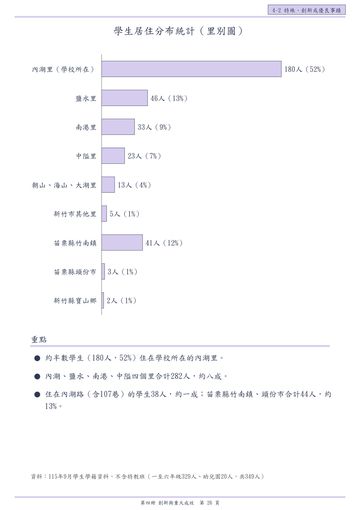 4-2 特殊、創新或優良事蹟
學生居住分布統計（里別圖）
內湖里（學校所在） 180人（52%）
鹽水里 46人（13%）
南港里 33人（9%）
中隘里 23人（7%）
朝山、海山、大湖里 13人（4%）
新竹市其他里 5人（1%）
苗栗縣竹南鎮 41人（12%）
苗栗縣頭份市 3人（1%）
新竹縣寶山鄉 2人（1%）
重點
● 約半數學生（180人，52%）住在學校所在的內湖里。
● 內湖、鹽水、南港、中隘四個里合計282人，約八成。
● 住在內湖路（含107巷）的學生38人，約一成；苗栗縣竹南鎮、頭份市合計44人，約
13%。
資料：115年9月學生學籍資料，不含特教班（一至六年級329人、幼兒園20人，共349人）
第四冊 創新與重大成效 第 26 頁